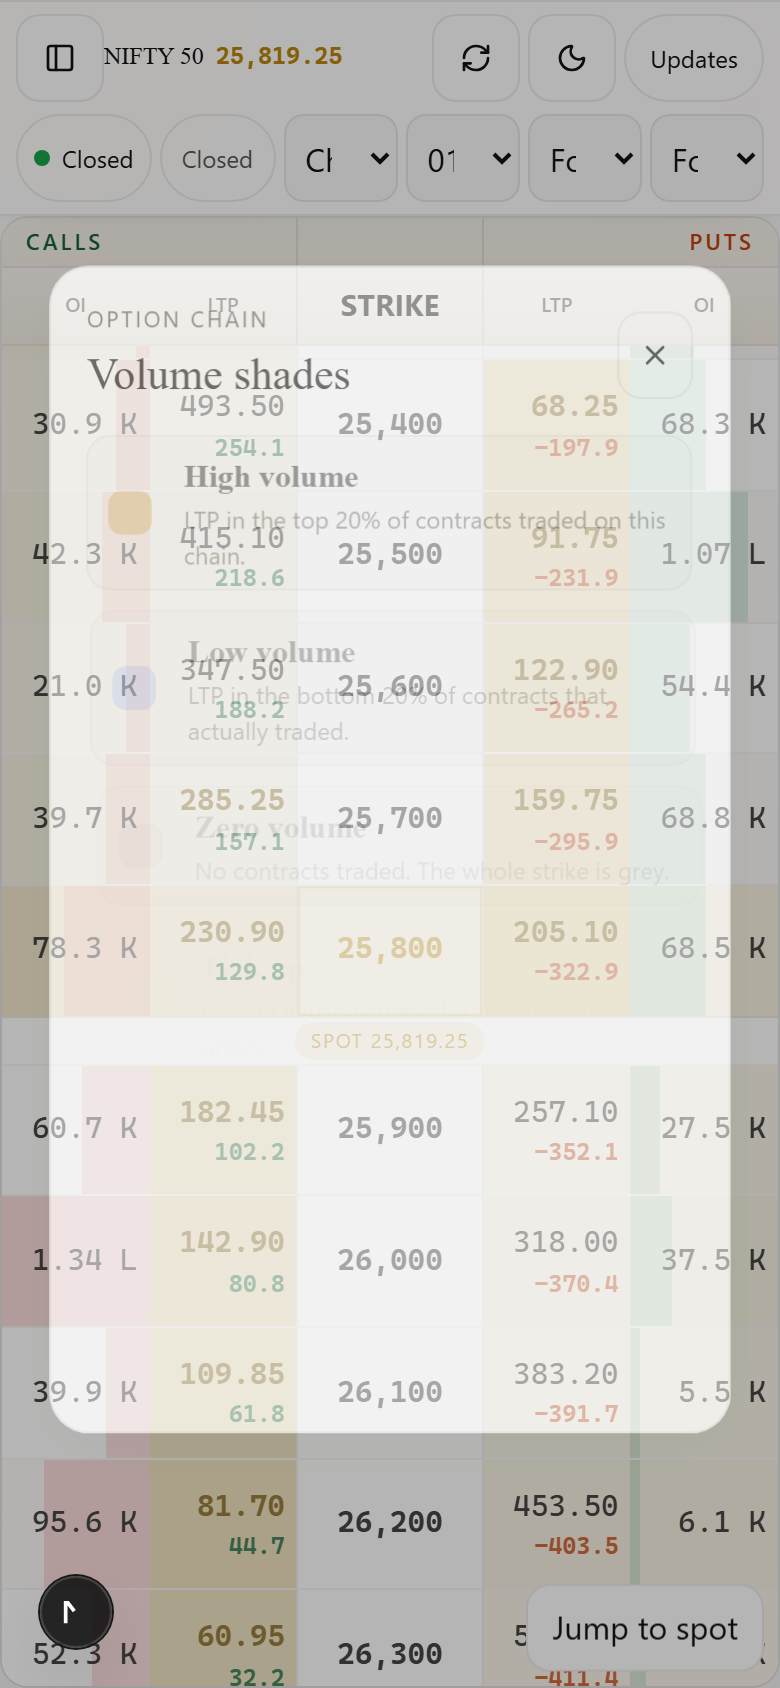 NIFTY 50 25,819.25
Updates
Closed
Closed
CALLS
PUTS
OI LTP STRIKE LTP OI
OPTION CHAIN
Volume shades
30.9 K 493.50 25,400 68.25 68.3 K
254.1 −197.9
High volume
LTP in the top 20% of contracts traded on this
chain.
42.3 K 415.10 25,500 91.75 1.07 L
218.6 −231.9
Low volume
LTP in the bottom 20% of contracts that
actually traded.
21.0 K 347.50 25,600 122.90 54.4 K
188.2 −265.2
39.7 K 285.25 25,700 159.75 68.8 K
157.1 −295.9
Zero volume
No contracts traded. The whole strike is grey.
78.3 K 230.90 25,800 205.10 68.5 K
129.8 −322.9
SPOT 25,819.25
60.7 K 182.45 25,900 257.10 27.5 K
102.2 −352.1
1.34 L 142.90 26,000 318.00 37.5 K
80.8 −370.4
39.9 K 109.85 26,100 383.20 5.5 K
61.8 −391.7
95.6 K 81.70 26,200 453.50 6.1 K
44.7 −403.5
52.3 K 60.95 26,300
32.2 −411.4
Jump to spot